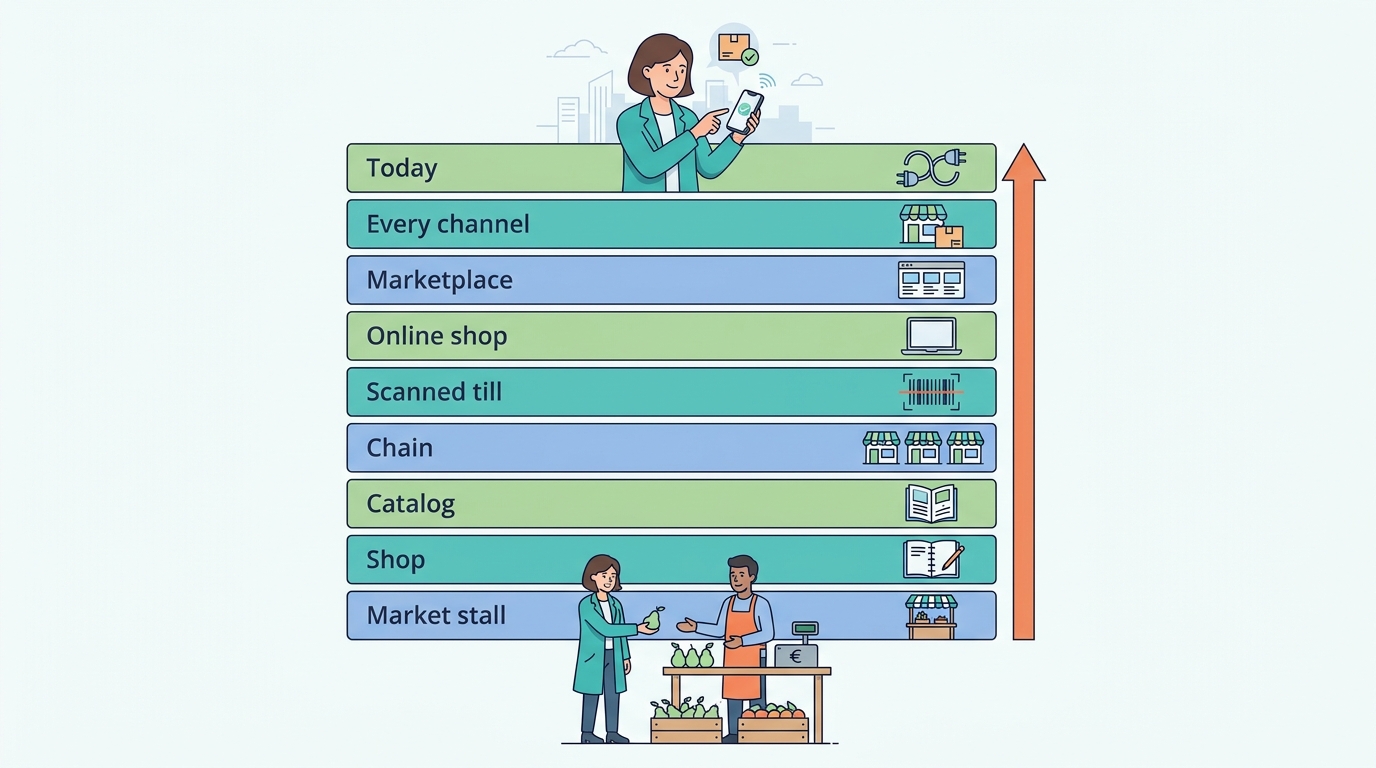 Today
Every channel
Marketplace
Online shop
Scanned till
Chain
Catalog
Shop
Market stall
€